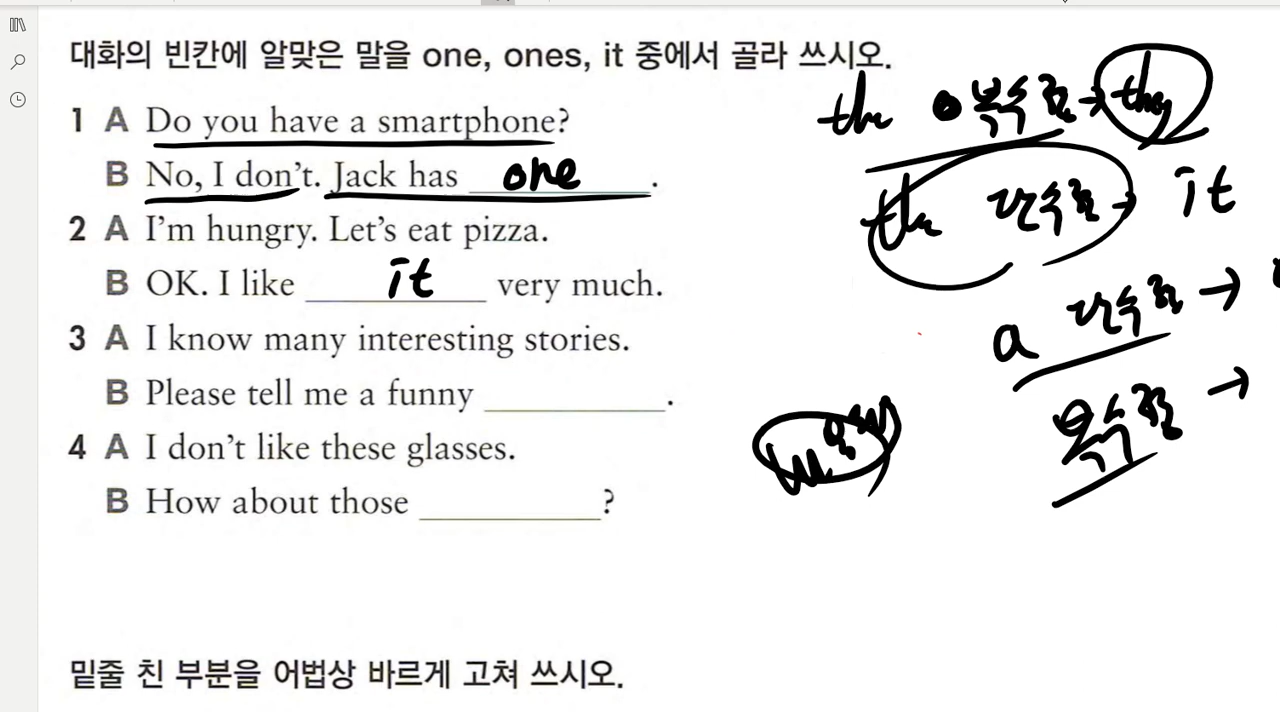 대화의 빈칸에 알맞은 말을 one, ones, it 중에서 골라 쓰시오.
the 복수형 → they
1 A Do you have a smartphone?
B No, I don't. Jack has one.
the 단수형 → it
2 A I'm hungry. Let's eat pizza.
B OK. I like it very much.
a 단수형 →
3 A I know many interesting stories.
B Please tell me a funny ________.
복수형 →
4 A I don't like these glasses.
B How about those ________?
밑줄 친 부분을 어법상 바르게 고쳐 쓰시오.